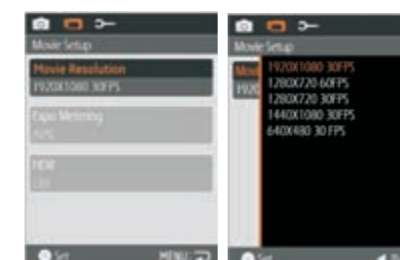 Movie Setup
Movie Resolution
1920X1080 30FPS
Expo Metering
Set
MENU
Movie Setup
1920X1080 30FPS
1280X720 60FPS
1280X720 30FPS
1440X1080 30FPS
640X480 30 FPS
Set